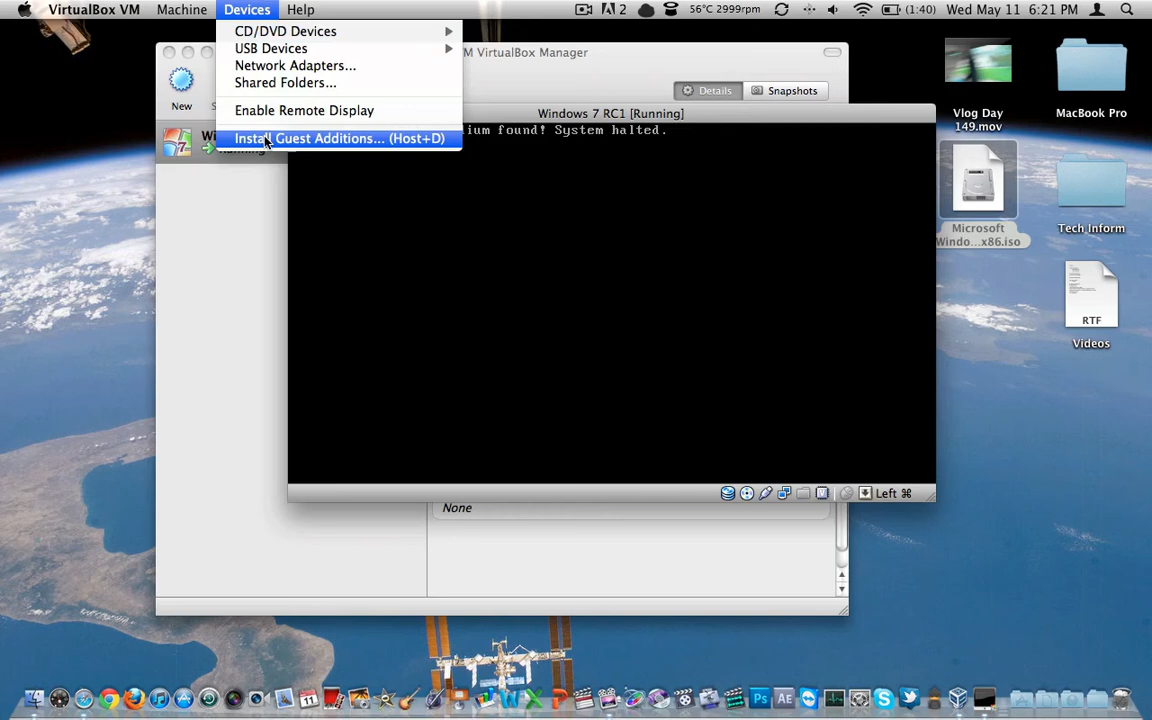 VirtualBox VM Machine Devices Help 2 56°C 2999rpm (1:40) Wed May 11 6:21 PM
CD/DVD Devices
USB Devices
Network Adapters...
Shared Folders...
Enable Remote Display
Install Guest Additions... (Host+D)
M VirtualBox Manager
New
Details
Snapshots
Windows 7 RC1 [Running]
ium found! System halted.
Wi
Running
None
Left ⌘
Vlog Day
149.mov
MacBook Pro
Microsoft
Windo...x86.iso
Tech Inform
RTF
Videos